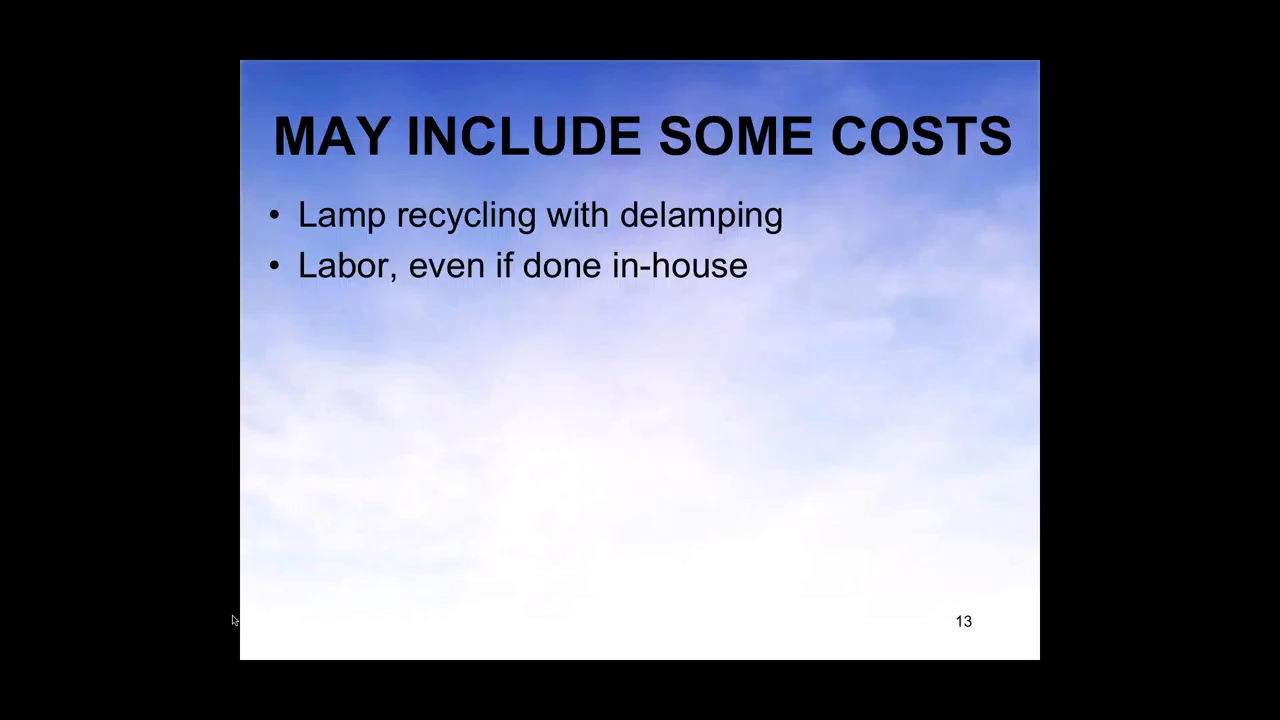 MAY INCLUDE SOME COSTS
• Lamp recycling with delamping
• Labor, even if done in-house
13